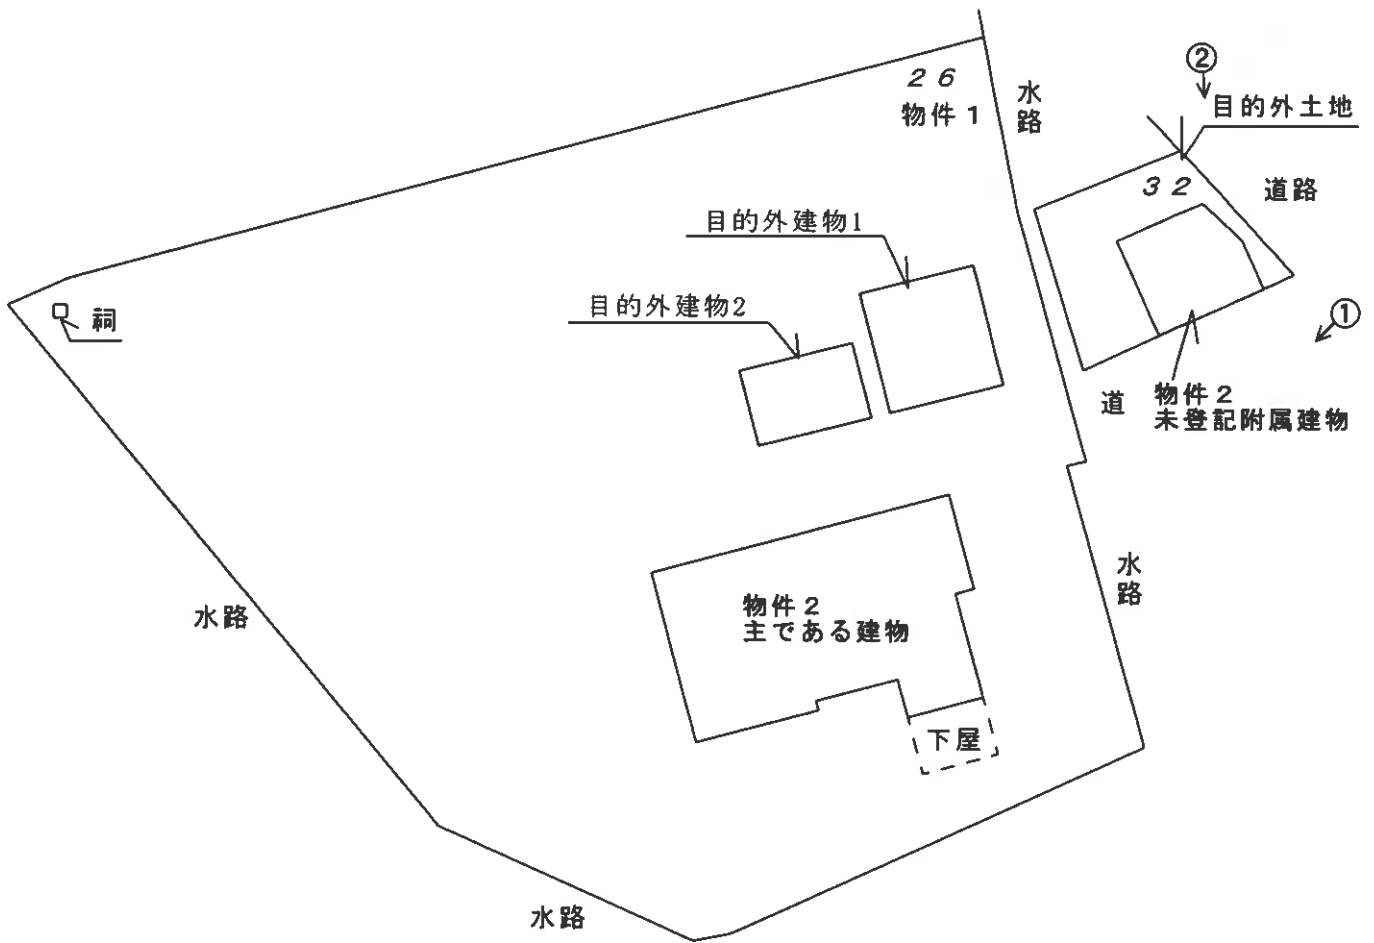 ②
26
物件1
水路
目的外土地
32
道路
目的外建物1
目的外建物2
祠
①
道
物件2
未登記附属建物
水路
物件2
主である建物
水路
下屋
水路